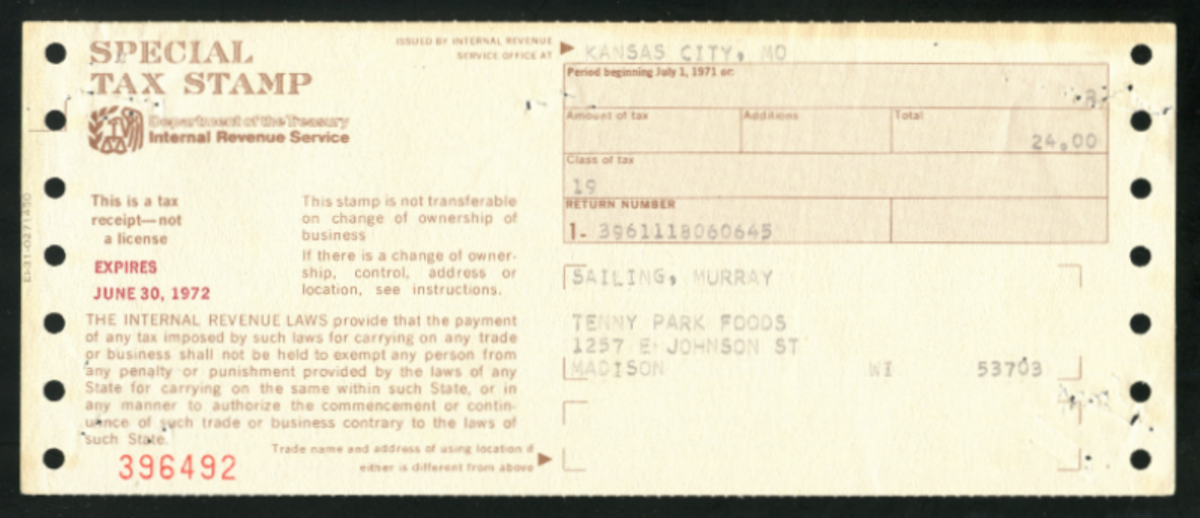 SPECIAL
TAX STAMP
Department of the Treasury
Internal Revenue Service
ISSUED BY INTERNAL REVENUE
SERVICE OFFICE AT
KANSAS CITY, MO
Period beginning July 1, 1971 or:
Amount of tax
Additions
Total
24,00
Class of tax
19
RETURN NUMBER
1. 3961118060645
This is a tax
receipt—not
a license
EXPIRES
JUNE 30, 1972
This stamp is not transferable
on change of ownership of
business
If there is a change of owner-
ship, control, address or
location, see instructions.
THE INTERNAL REVENUE LAWS provide that the payment
of any tax imposed by such laws for carrying on any trade
or business shall not be held to exempt any person from
any penalty or punishment provided by the laws of any
State for carrying on the same within such State, or in
any manner to authorize the commencement or contin-
uance of such trade or business contrary to the laws of
such State.
396492
SAILING, MURRAY
TENNY PARK FOODS
1257 E JOHNSON ST
MADISON WI 53703
Trade name and address of using location if
either is different from above